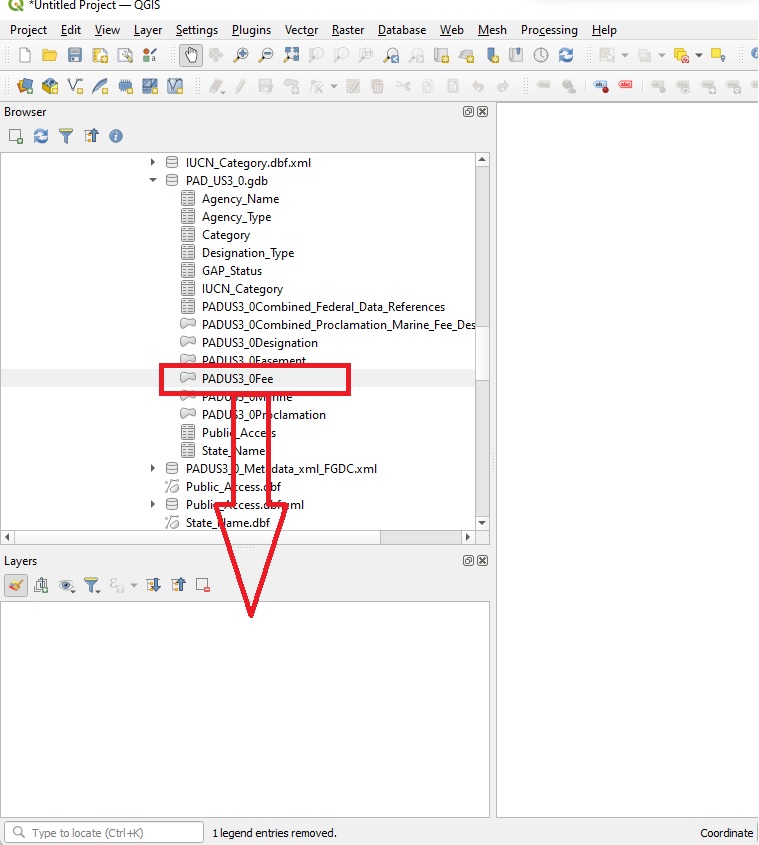 *Untitled Project — QGIS
Project Edit View Layer Settings Plugins Vector Raster Database Web Mesh Processing Help
Browser
IUCN_Category.dbf.xml
PAD_US3_0.gdb
Agency_Name
Agency_Type
Category
Designation_Type
GAP_Status
IUCN_Category
PADUS3_0Combined_Federal_Data_References
PADUS3_0Combined_Proclamation_Marine_Fee_Des
PADUS3_0Designation
PADUS3_0Easement
PADUS3_0Fee
PADUS3_0Marine
PADUS3_0Proclamation
Public_Access
State_Name
PADUS3_0_Metadata_xml_FGDC.xml
Public_Access.dbf
Public_Access.dbf.xml
State_Name.dbf
Layers
Type to locate (Ctrl+K) 1 legend entries removed. Coordinate